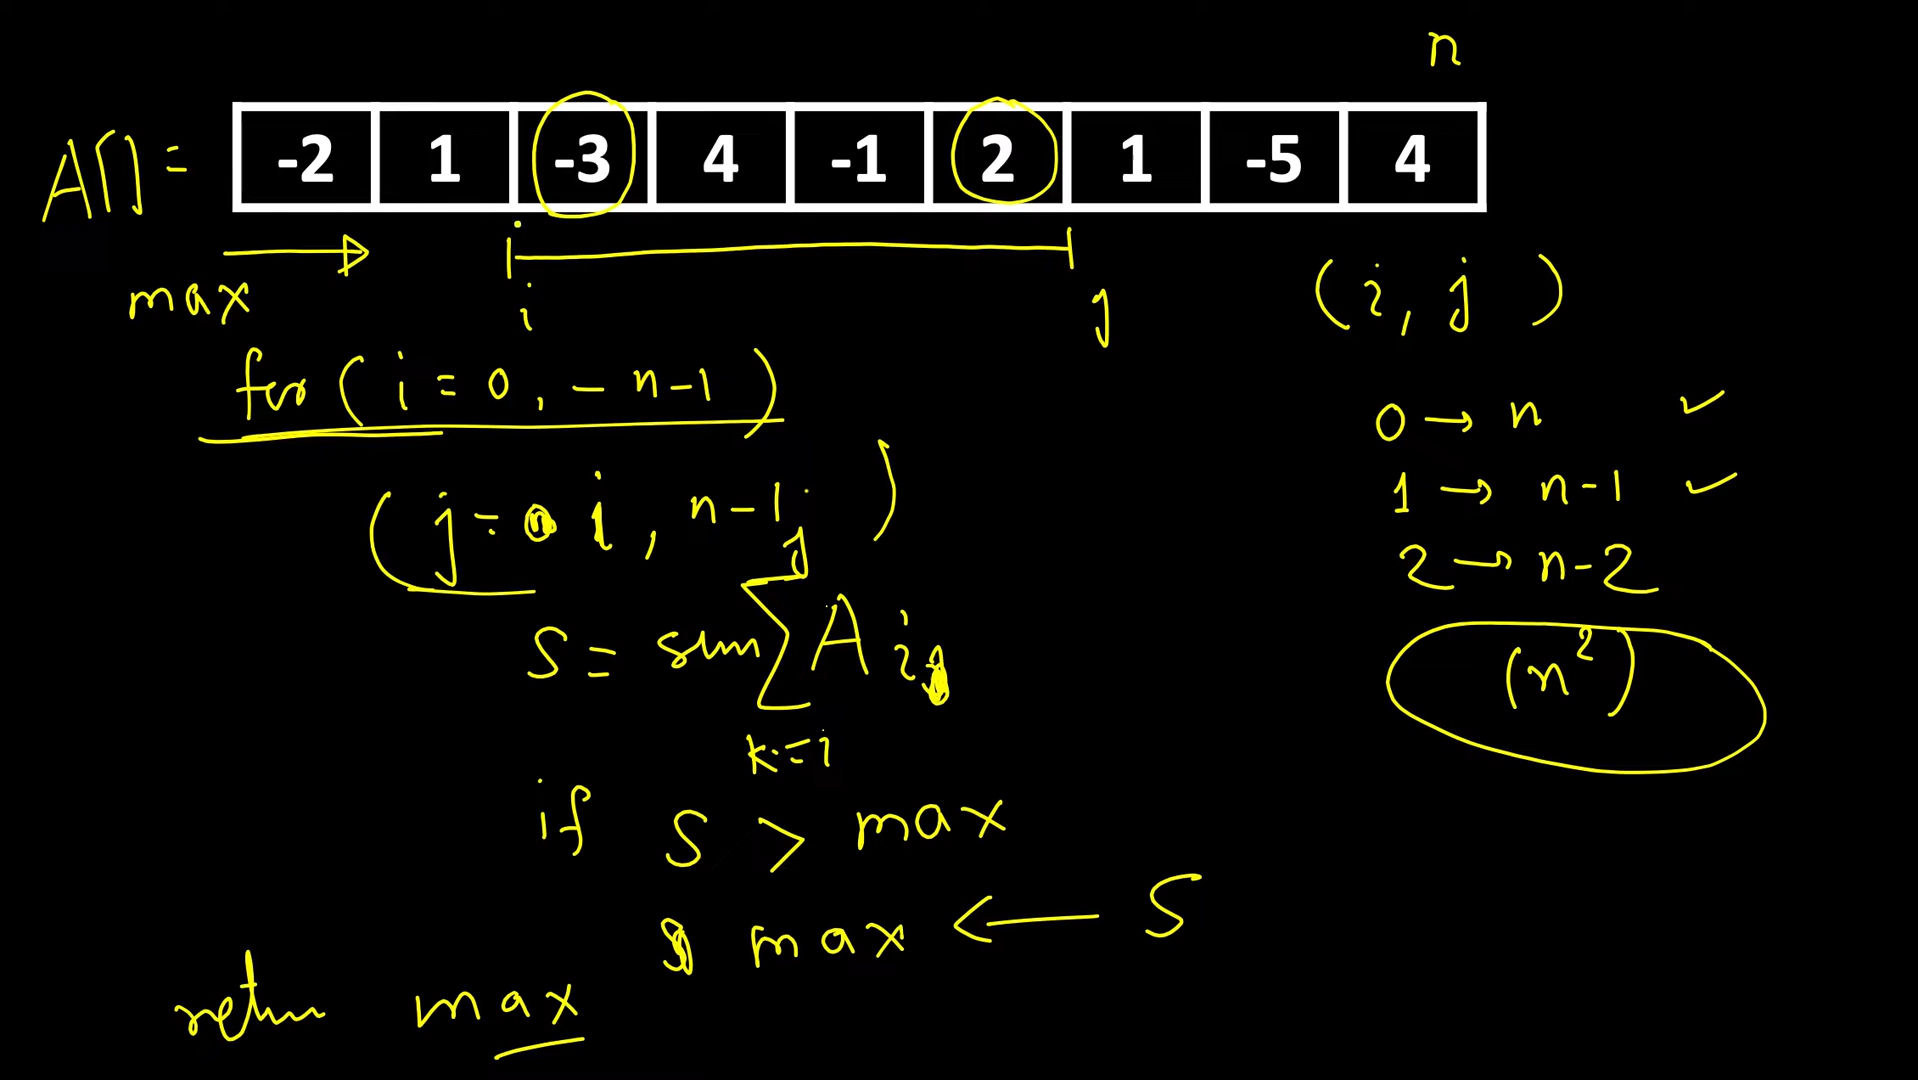 n
A[] = -2 1 -3 4 -1 2 1 -5 4
max
i j
(i, j)
for (i = 0, - n-1)
0 → n ✓
(j = i, n-1)
1 → n-1 ✓
2 → n-2
j
S = sum ∑ A i
k = i
(n²)
if S > max
max ← S
retun max